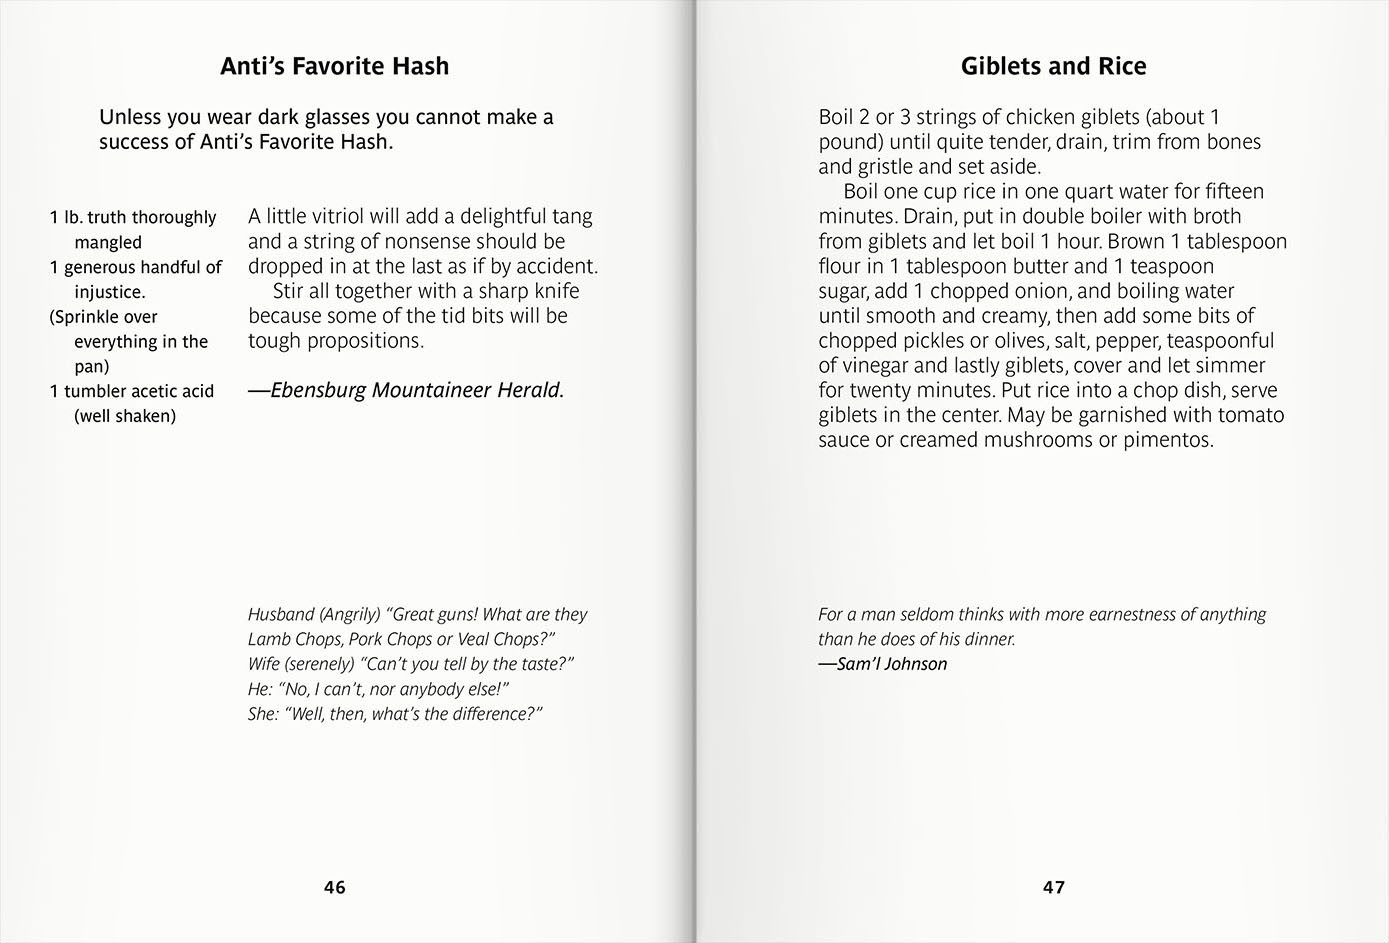 Anti’s Favorite Hash
Unless you wear dark glasses you cannot make a
success of Anti’s Favorite Hash.
1 lb. truth thoroughly
mangled
1 generous handful of
injustice.
(Sprinkle over
everything in the
pan)
1 tumbler acetic acid
(well shaken)
A little vitriol will add a delightful tang
and a string of nonsense should be
dropped in at the last as if by accident.
Stir all together with a sharp knife
because some of the tid bits will be
tough propositions.
—Ebensburg Mountaineer Herald.
Husband (Angrily) “Great guns! What are they
Lamb Chops, Pork Chops or Veal Chops?”
Wife (serenely) “Can’t you tell by the taste?”
He: “No, I can’t, nor anybody else!”
She: “Well, then, what’s the difference?”
46
Giblets and Rice
Boil 2 or 3 strings of chicken giblets (about 1
pound) until quite tender, drain, trim from bones
and gristle and set aside.
Boil one cup rice in one quart water for fifteen
minutes. Drain, put in double boiler with broth
from giblets and let boil 1 hour. Brown 1 tablespoon
flour in 1 tablespoon butter and 1 teaspoon
sugar, add 1 chopped onion, and boiling water
until smooth and creamy, then add some bits of
chopped pickles or olives, salt, pepper, teaspoonful
of vinegar and lastly giblets, cover and let simmer
for twenty minutes. Put rice into a chop dish, serve
giblets in the center. May be garnished with tomato
sauce or creamed mushrooms or pimentos.
For a man seldom thinks with more earnestness of anything
than he does of his dinner.
—Sam’l Johnson
47